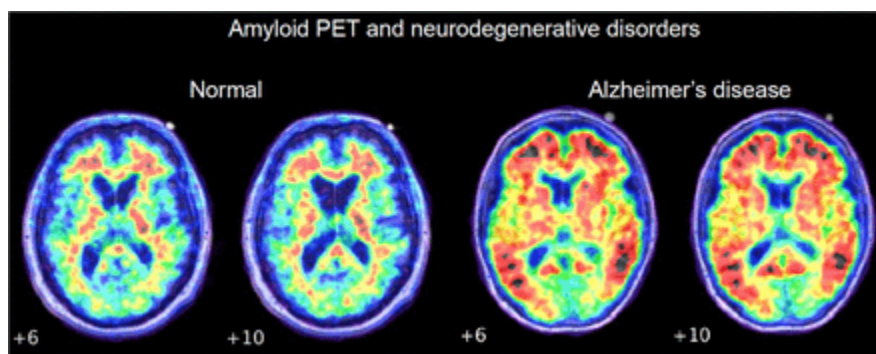 Amyloid PET and neurodegenerative disorders
Normal
Alzheimer's disease
+6
+10
+6
+10